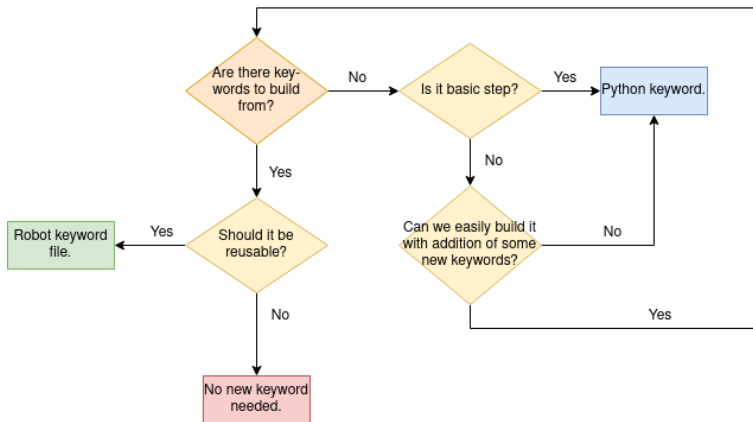 Are there key-
words to build
from?
No
Is it basic step?
Yes
Python keyword.
Yes
No
Robot keyword
file.
Yes
Should it be
reusable?
Can we easily build it
with addition of some
new keywords?
No
No
Yes
No new keyword
needed.